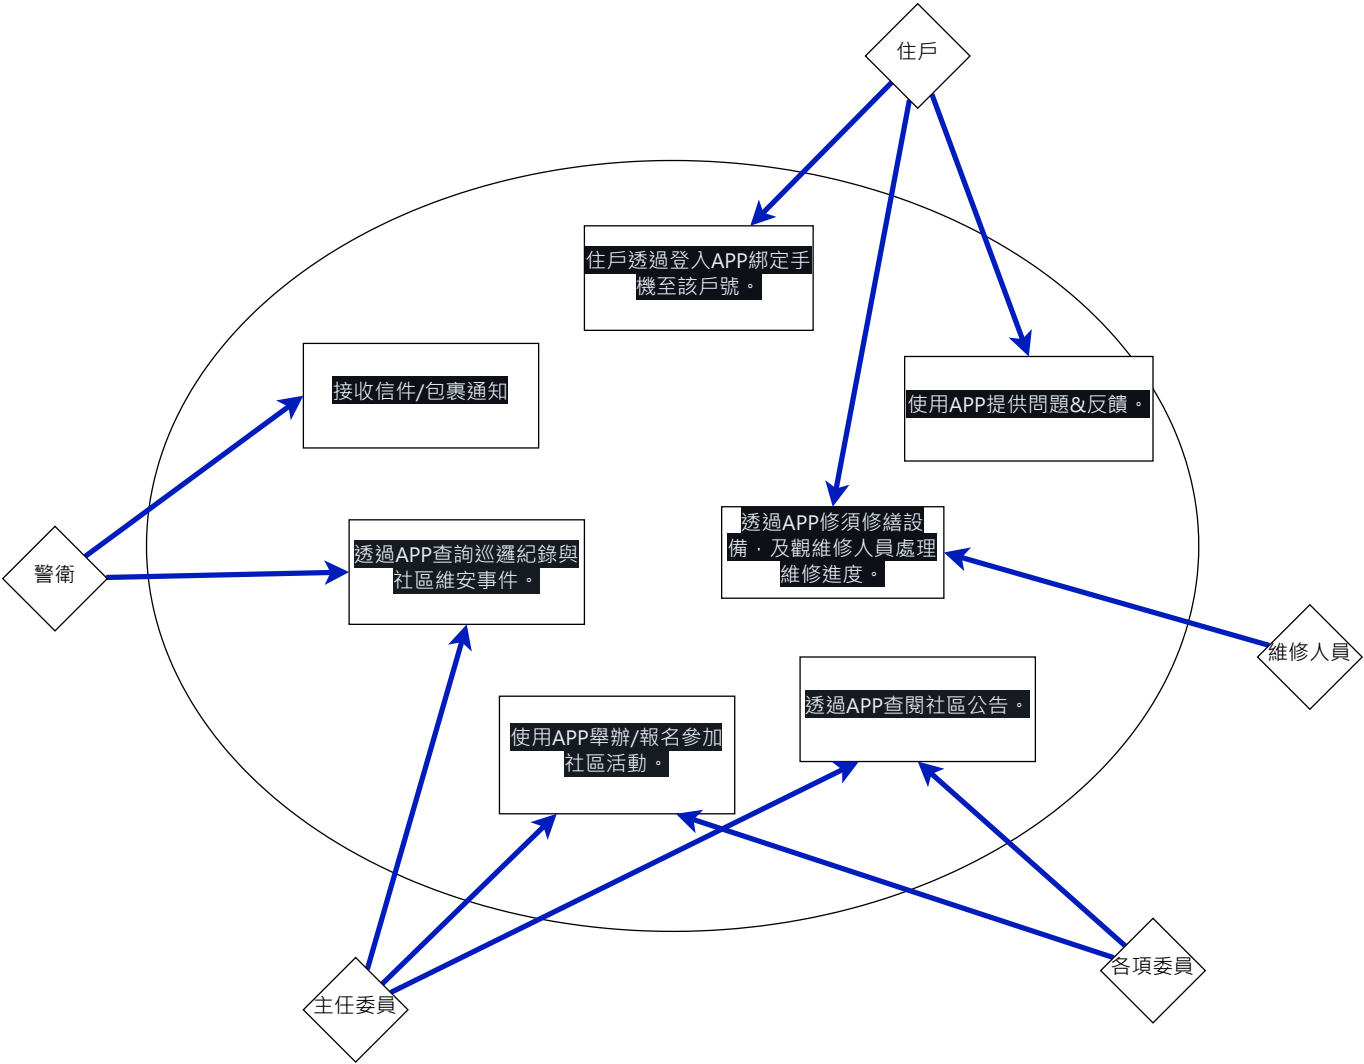 住戶
住戶透過登入APP綁定手
機至該戶號。
接收信件/包裹通知
使用APP提供問題&反饋。
透過APP修須修繕設
備，及觀維修人員處理
維修進度。
透過APP查詢巡邏紀錄與
社區維安事件。
警衛
維修人員
透過APP查閱社區公告。
使用APP舉辦/報名參加
社區活動。
各項委員
主任委員